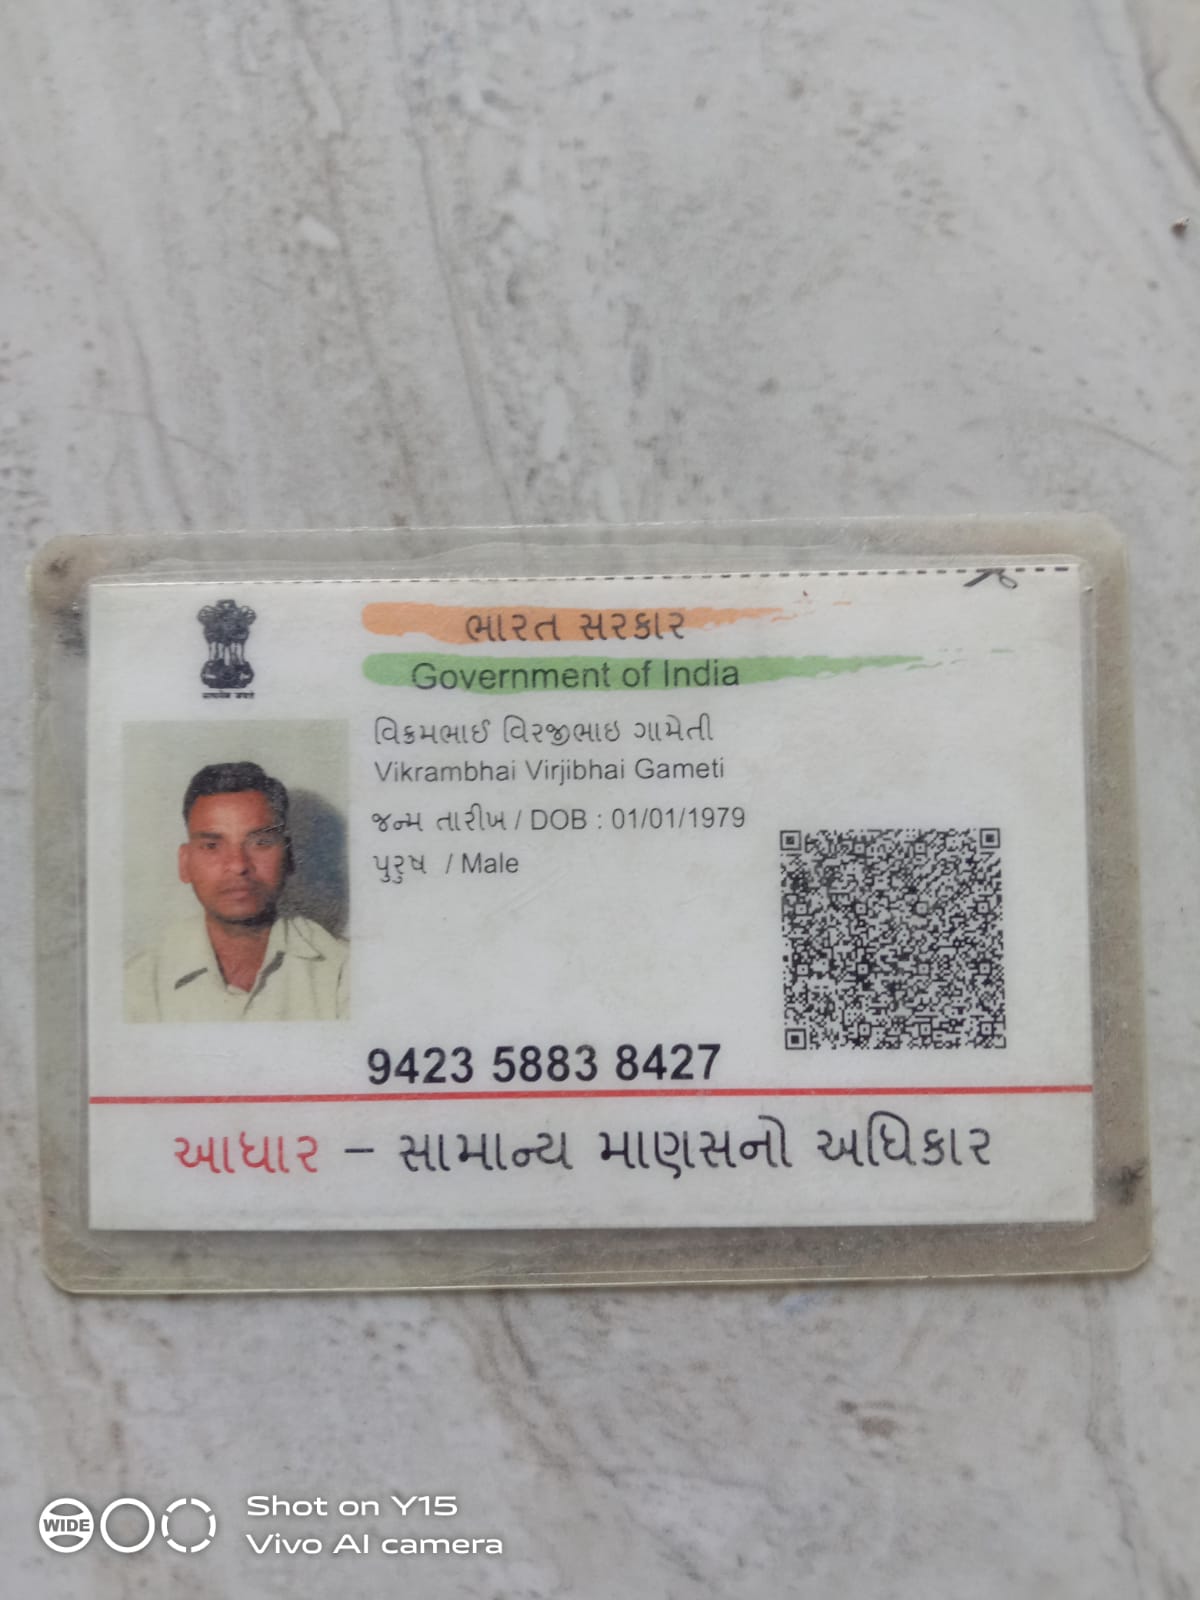 ભારત સરકાર
Government of India
વિક્રમભાઈ વિરજીભાઇ ગામેતી
Vikrambhai Virjibhai Gameti
જન્મ તારીખ / DOB : 01/01/1979
પુરુષ / Male
9423 5883 8427
આધાર – સામાન્ય માણસનો અધિકાર
WIDE
Shot on Y15
Vivo AI camera